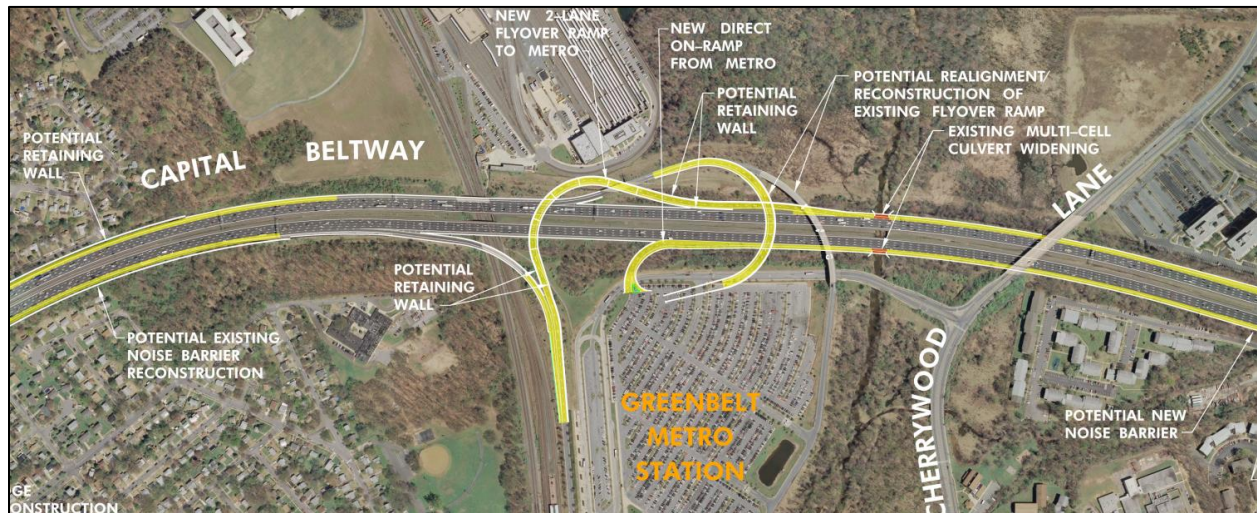 NEW 2-LANE
FLYOVER RAMP
TO METRO
NEW DIRECT
ON-RAMP
FROM METRO
POTENTIAL REALIGNMENT/
RECONSTRUCTION OF
EXISTING FLYOVER RAMP
POTENTIAL
RETAINING
WALL
EXISTING MULTI-CELL
CULVERT WIDENING
POTENTIAL
RETAINING
WALL
CAPITAL BELTWAY
LANE
POTENTIAL
RETAINING
WALL
POTENTIAL EXISTING
NOISE BARRIER
RECONSTRUCTION
GREENBELT
METRO
STATION
CHERRYWOOD
POTENTIAL NEW
NOISE BARRIER
GE
ONSTRUCTION